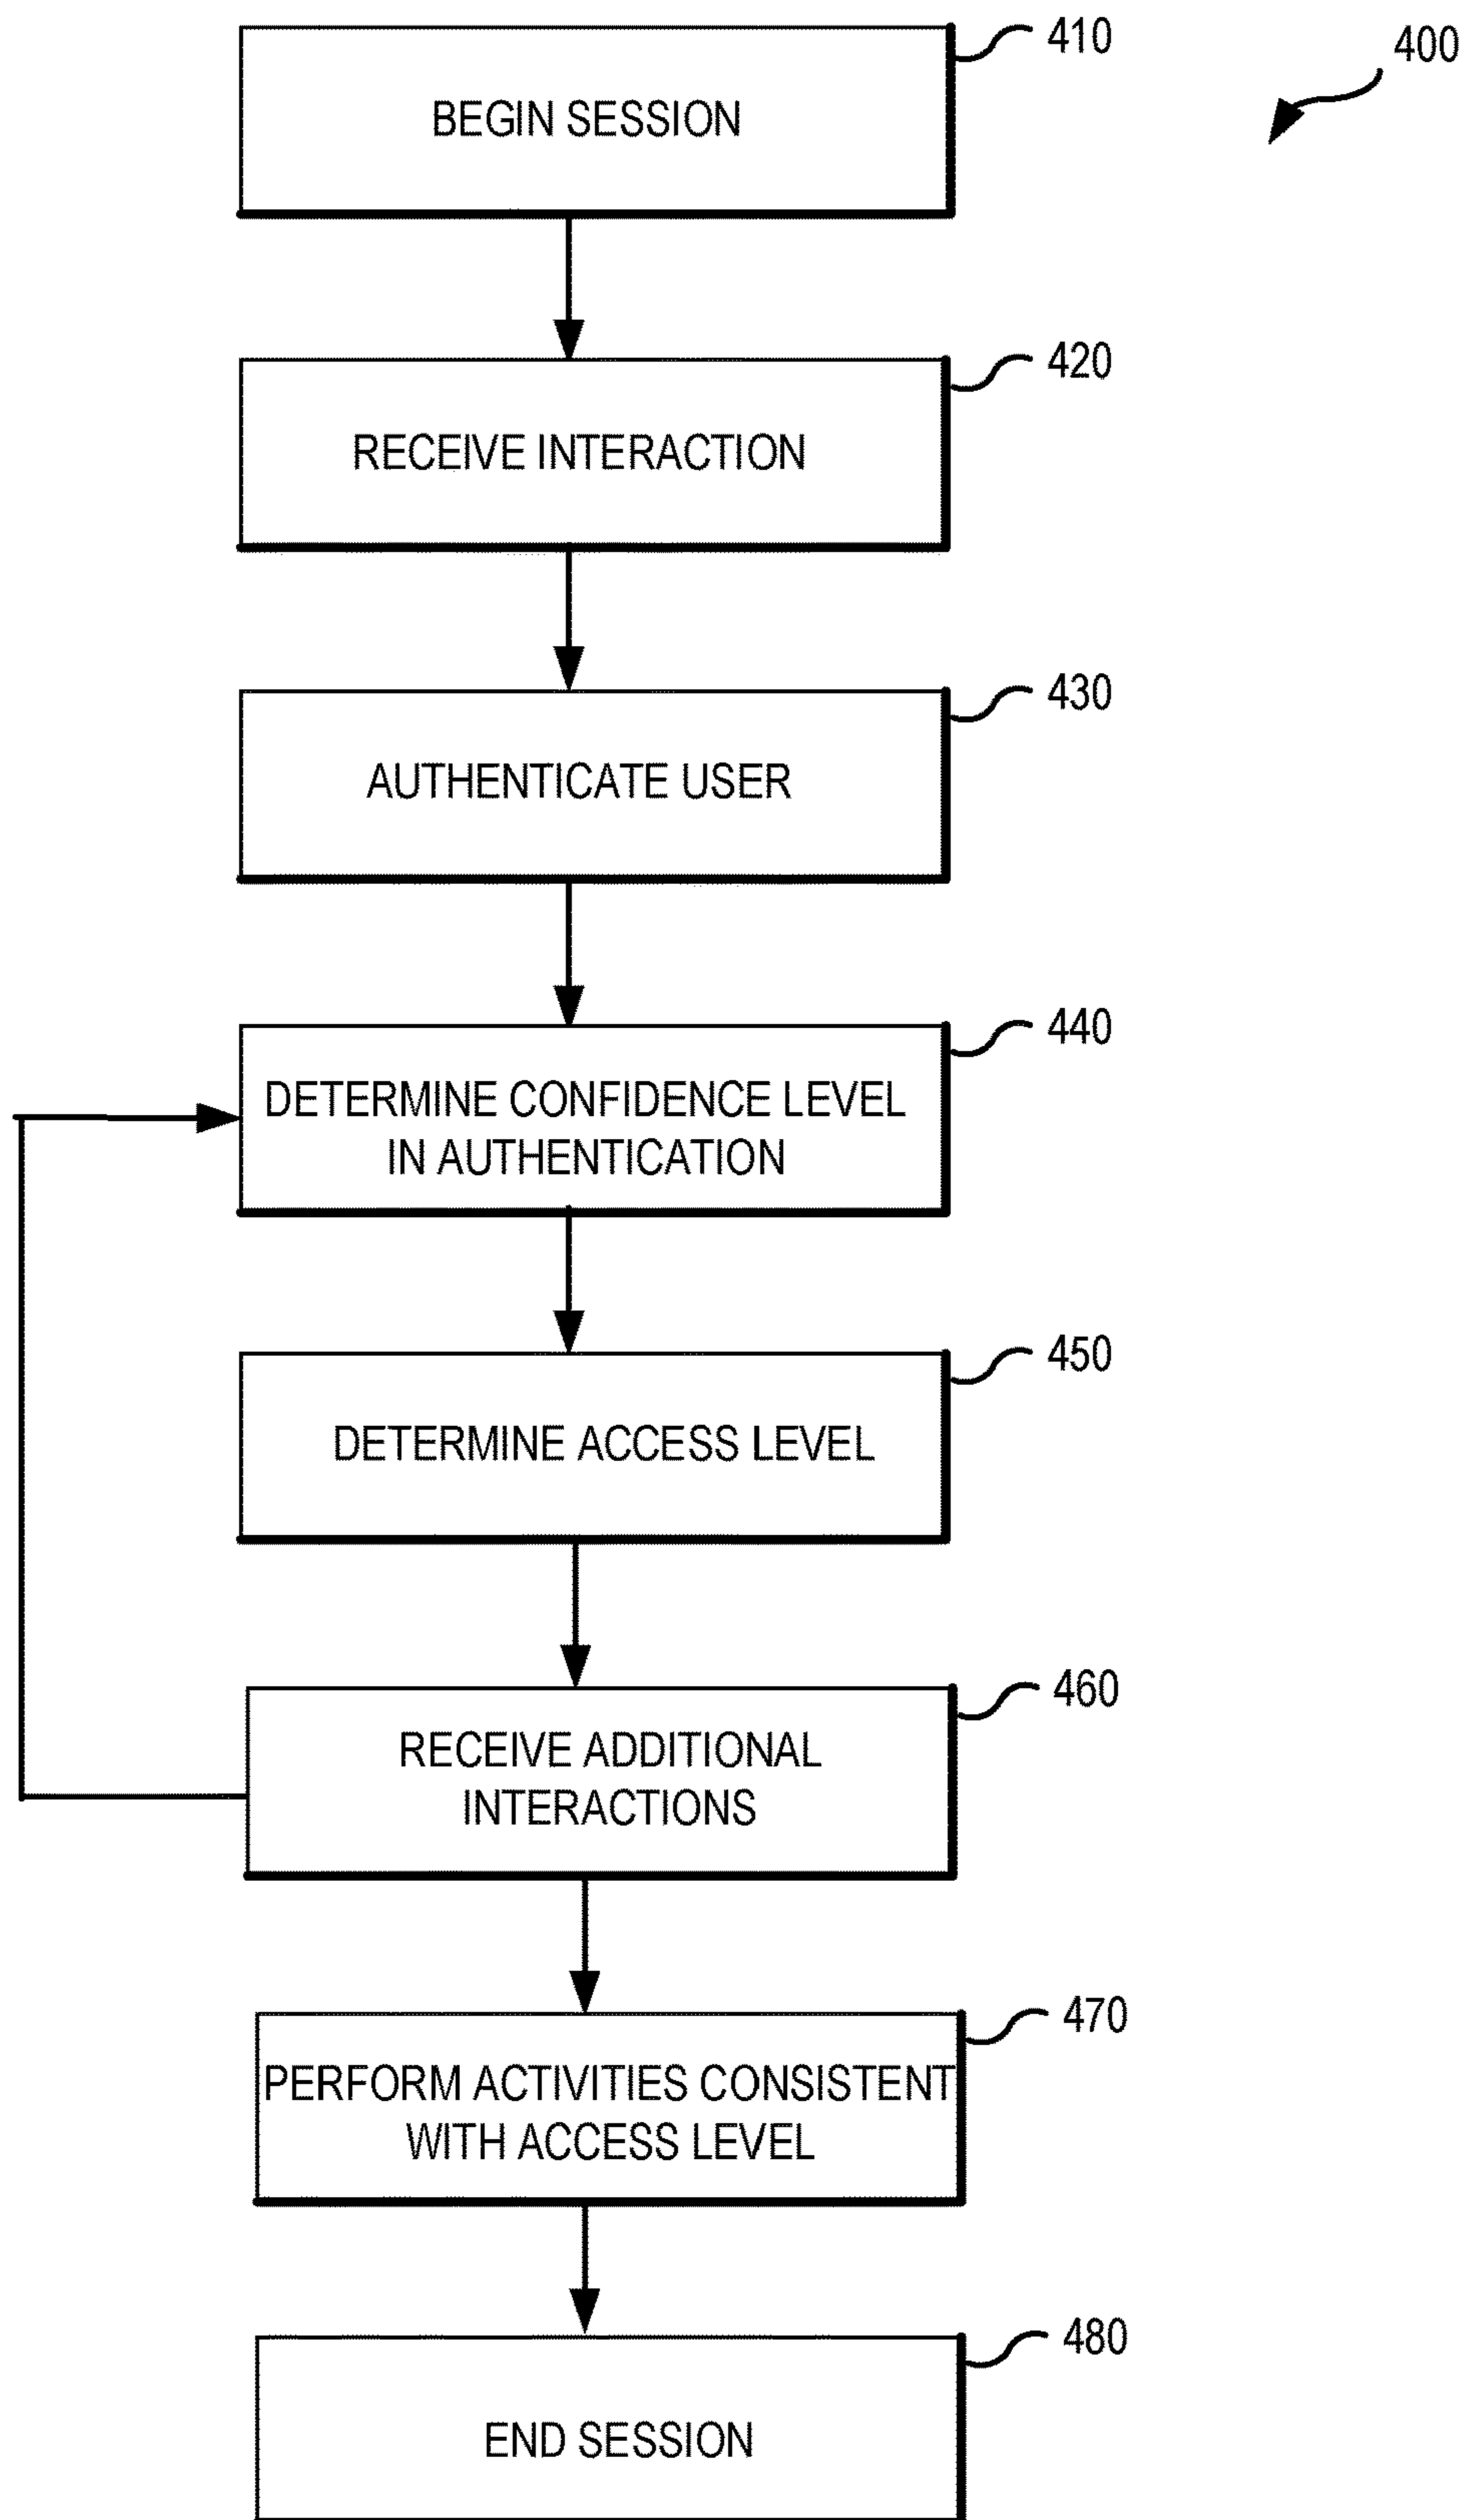 410
400
BEGIN SESSION
420
RECEIVE INTERACTION
430
AUTHENTICATE USER
440
DETERMINE CONFIDENCE LEVEL
IN AUTHENTICATION
450
DETERMINE ACCESS LEVEL
460
RECEIVE ADDITIONAL
INTERACTIONS
470
PERFORM ACTIVITIES CONSISTENT
WITH ACCESS LEVEL
480
END SESSION